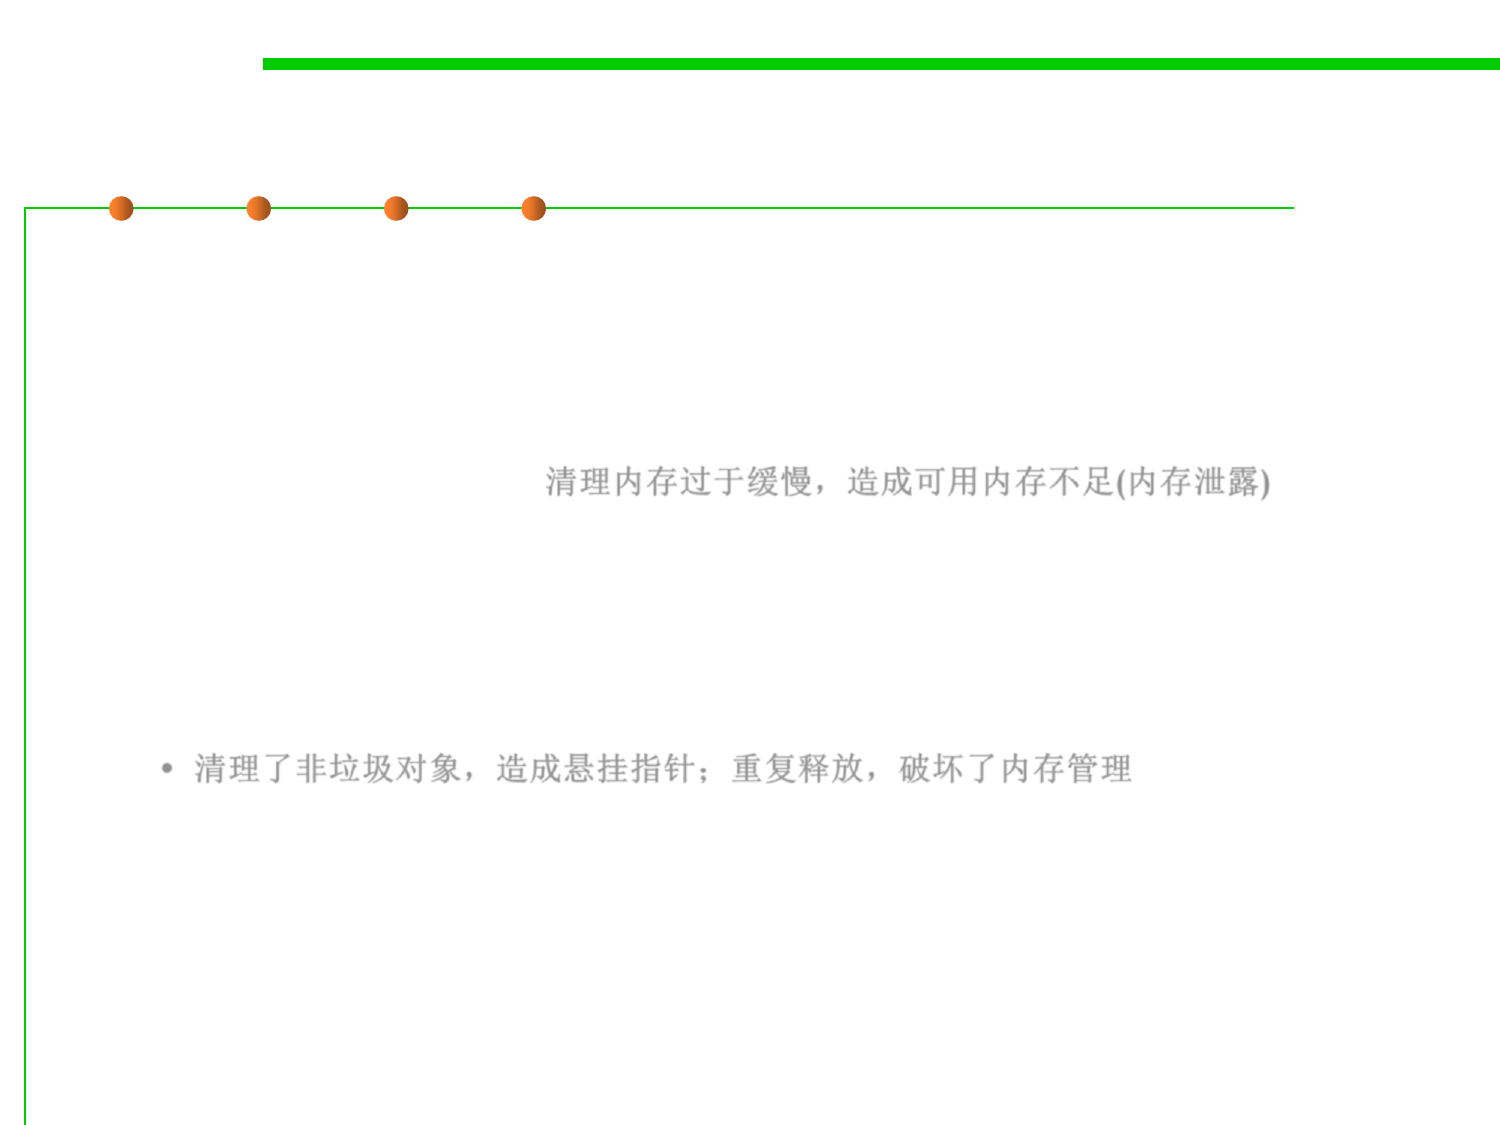 清理内存过于缓慢，造成可用内存不足(内存泄露)
• 清理了非垃圾对象，造成悬挂指针；重复释放，破坏了内存管理